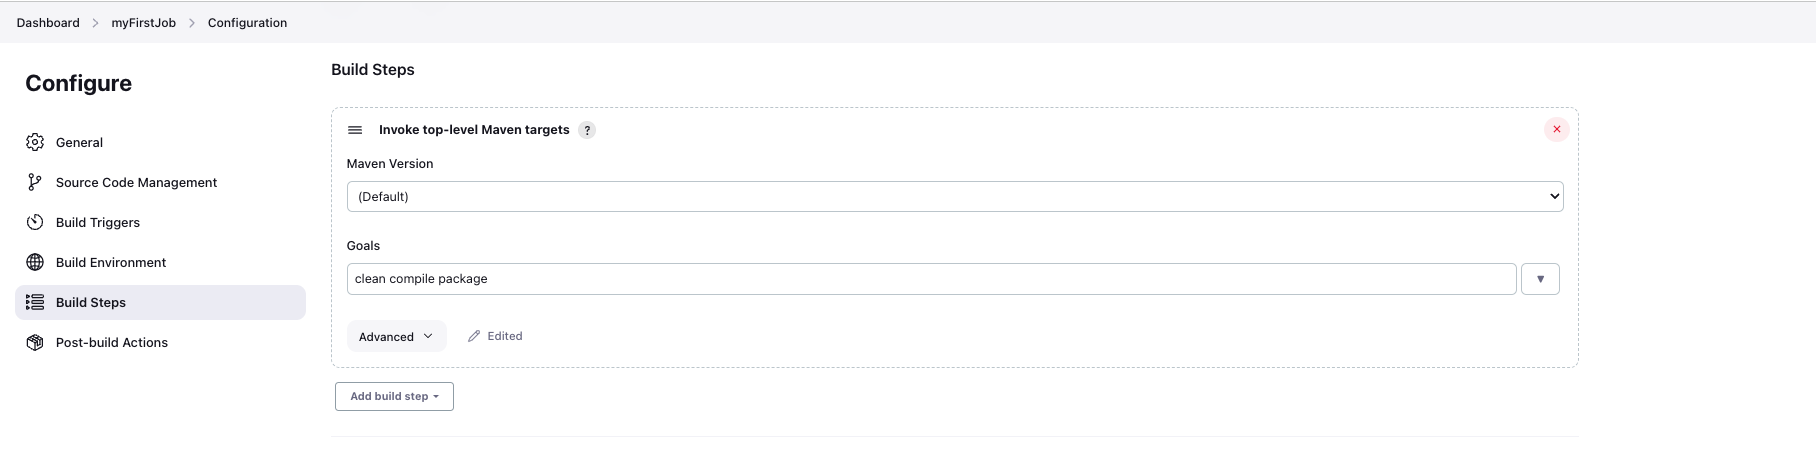 Dashboard > myFirstJob > Configuration
Configure
General
Source Code Management
Build Triggers
Build Environment
Build Steps
Post-build Actions
Build Steps
Invoke top-level Maven targets ?
Maven Version
(Default)
Goals
clean compile package
Advanced
Edited
Add build step